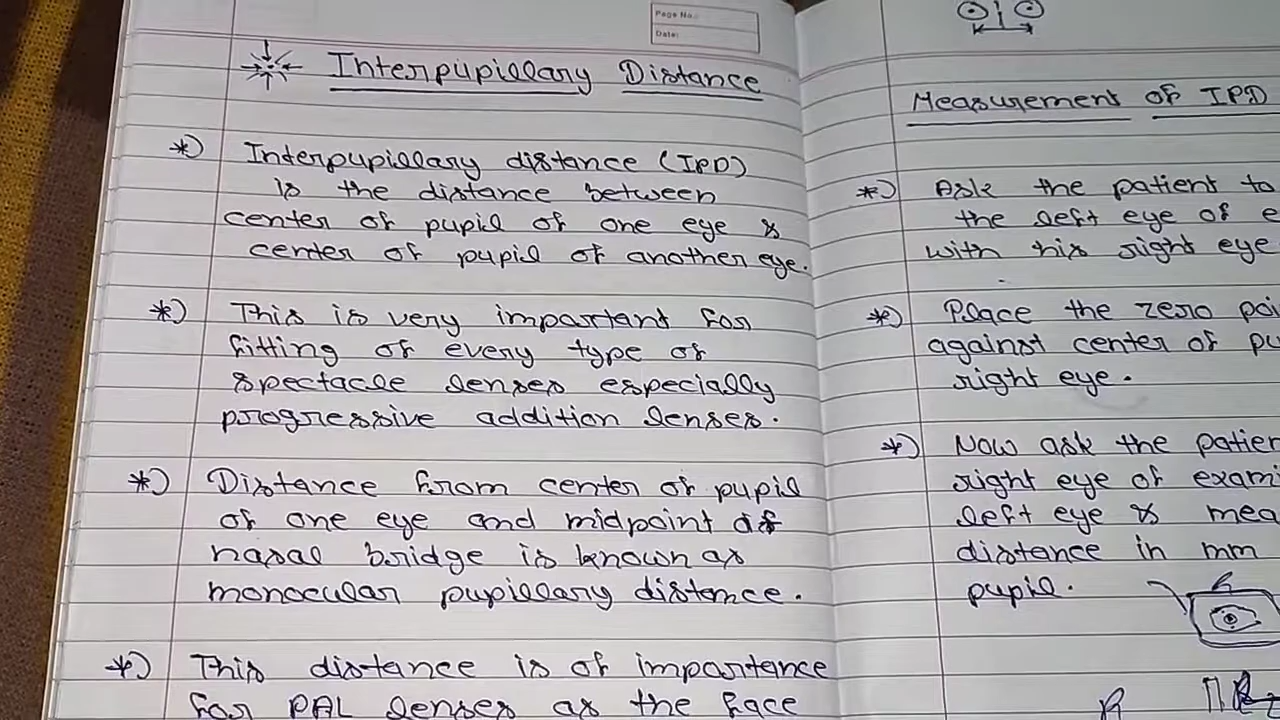 Page No.:
Date:
Interpupillary Distance
*) Interpupillary distance (IPD)
is the distance between
center of pupil of one eye &
center of pupil of another eye.
*) This is very important for
fitting of every type of
spectacle lenses especially
progressive addition lenses.
*) Distance from center of pupil
of one eye and midpoint of
nasal bridge is known as
monocular pupillary distance.
*) This distance is of importance
for PAL lenses as the face
Measurement of IPD
*) Ask the patient to
the left eye of e
with his right eye
*) Place the zero poi
against center of pu
right eye.
*) Now ask the patien
right eye of exami
left eye & mea
distance in mm
pupil.